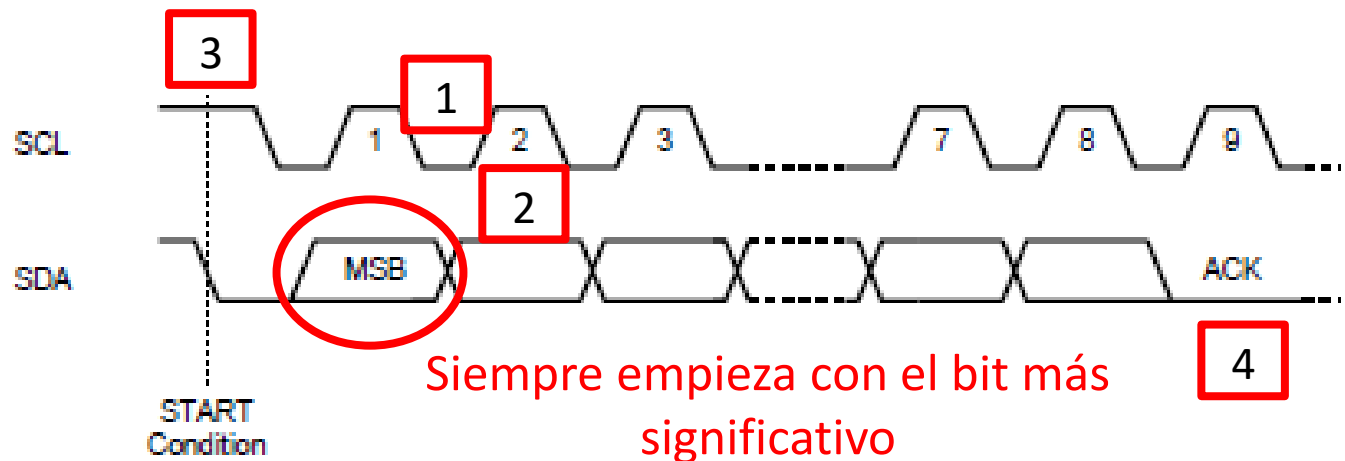 3
1
SCL
1
2
3
7
8
9
2
SDA
MSB
ACK
Siempre empieza con el bit más
significativo
4
START
Condition